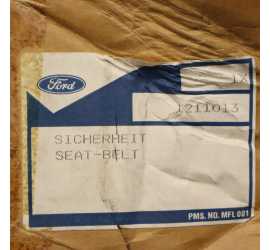 Ford
1X
1211013
SICHERHEIT
SEAT-BELT
PMS. NO. MFL 001